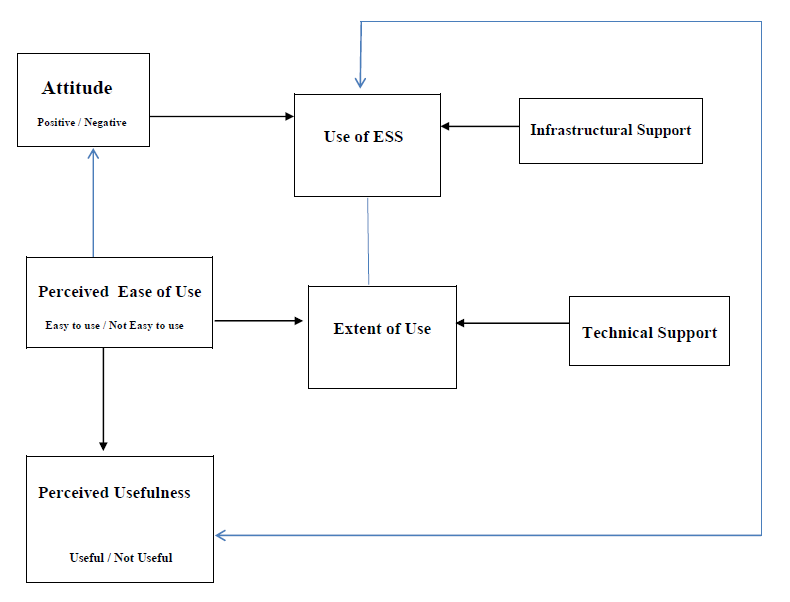 Attitude
Positive / Negative
Use of ESS
Infrastructural Support
Perceived Ease of Use
Easy to use / Not Easy to use
Extent of Use
Technical Support
Perceived Usefulness
Useful / Not Useful